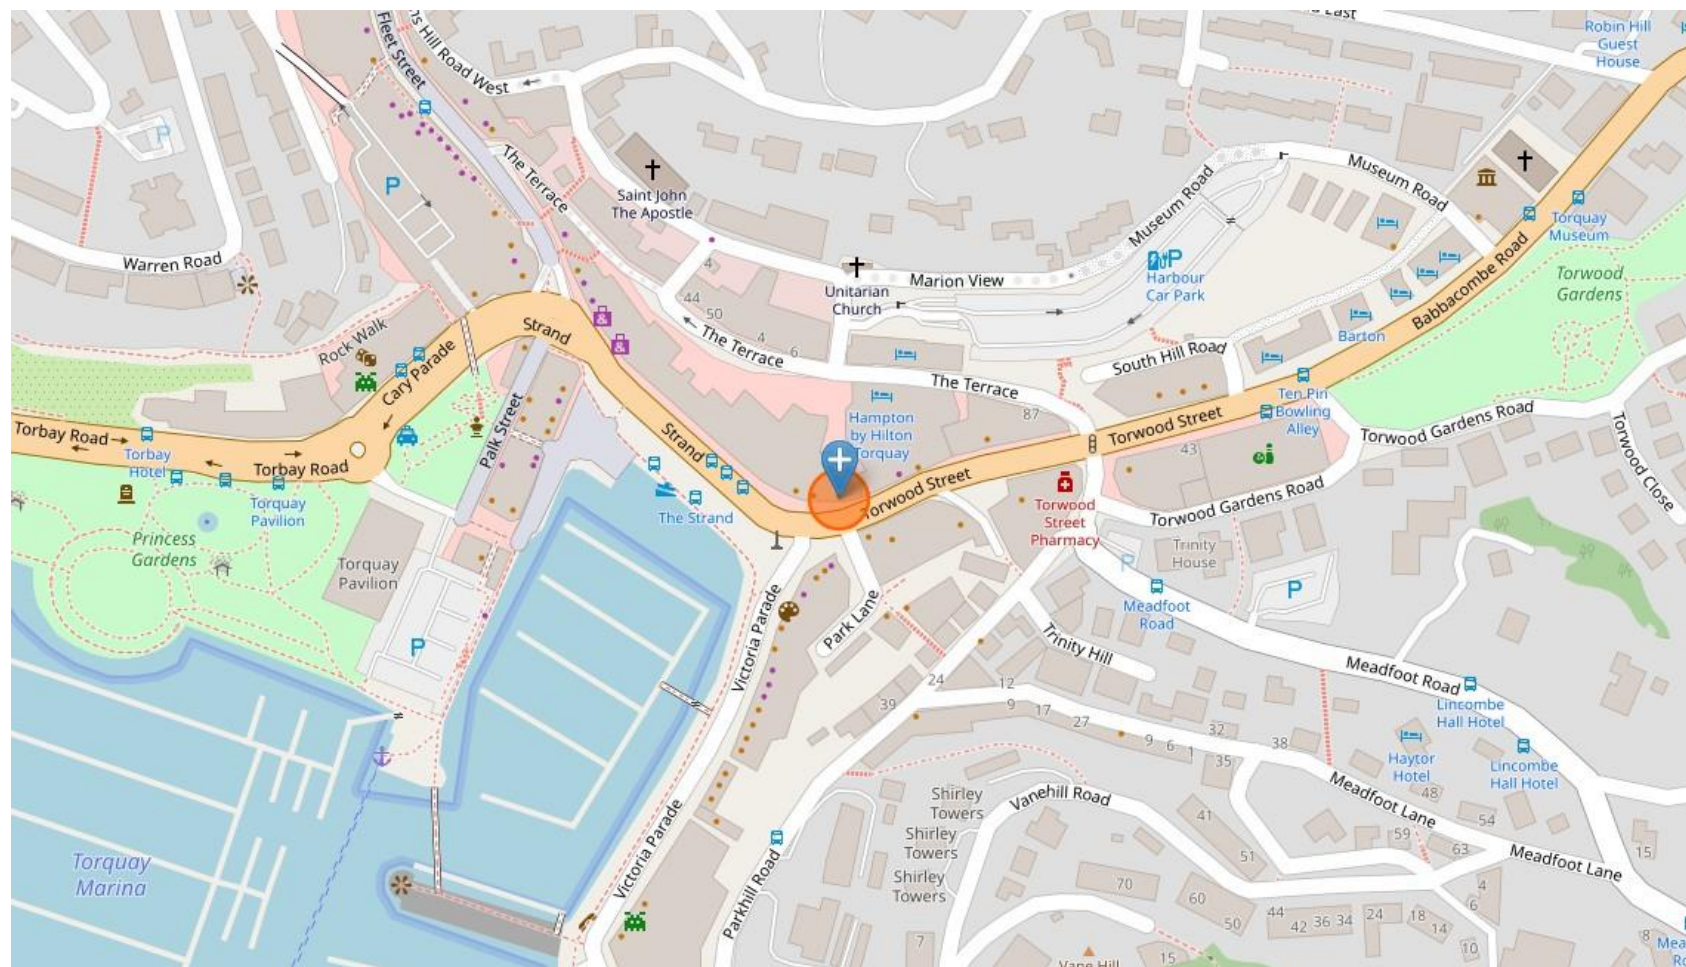 Fleet Street
ns Hill Road West
d East
Robin Hill
Guest
House
P
P
The Terrace
Saint John
The Apostle
Museum Road
Museum Road
Torquay
Museum
Warren Road
4
Unitarian
Church
Marion View
P
Harbour
Car Park
Babbacombe Road
Torwood
Gardens
Rock Walk
Strand
44
50
4
6
The Terrace
Barton
Cary Parade
South Hill Road
The Terrace
87
Hampton
by Hilton
Torquay
Ten Pin
Bowling
Alley
Torwood Street
43
Torwood Gardens Road
Torwood Close
Torbay Road
Torbay
Hotel
Torbay Road
Palk Street
Strand
Torquay
Pavilion
The Strand
Torwood Street
Torwood Gardens Road
Torwood
Street
Pharmacy
Princess
Gardens
Torquay
Pavilion
Trinity
House
P
P
Meadfoot
Road
Victoria Parade
Park Lane
P
Trinity Hill
Meadfoot Road
24
12
39
9
17
27
9
6
1
32
35
38
Lincombe
Hall Hotel
Haytor
Hotel
Lincombe
Hall Hotel
Meadfoot Lane
48
54
59
63
15
Meadfoot Lane
Shirley
Towers
Shirley
Towers
Shirley
Towers
Vanehill Road
41
51
70
60
50
44
42
36
34
24
18
14
10
4
6
8
Torquay
Marina
Victoria Parade
Parkhill Road
7
Vane Hill
15
Mea
Ro